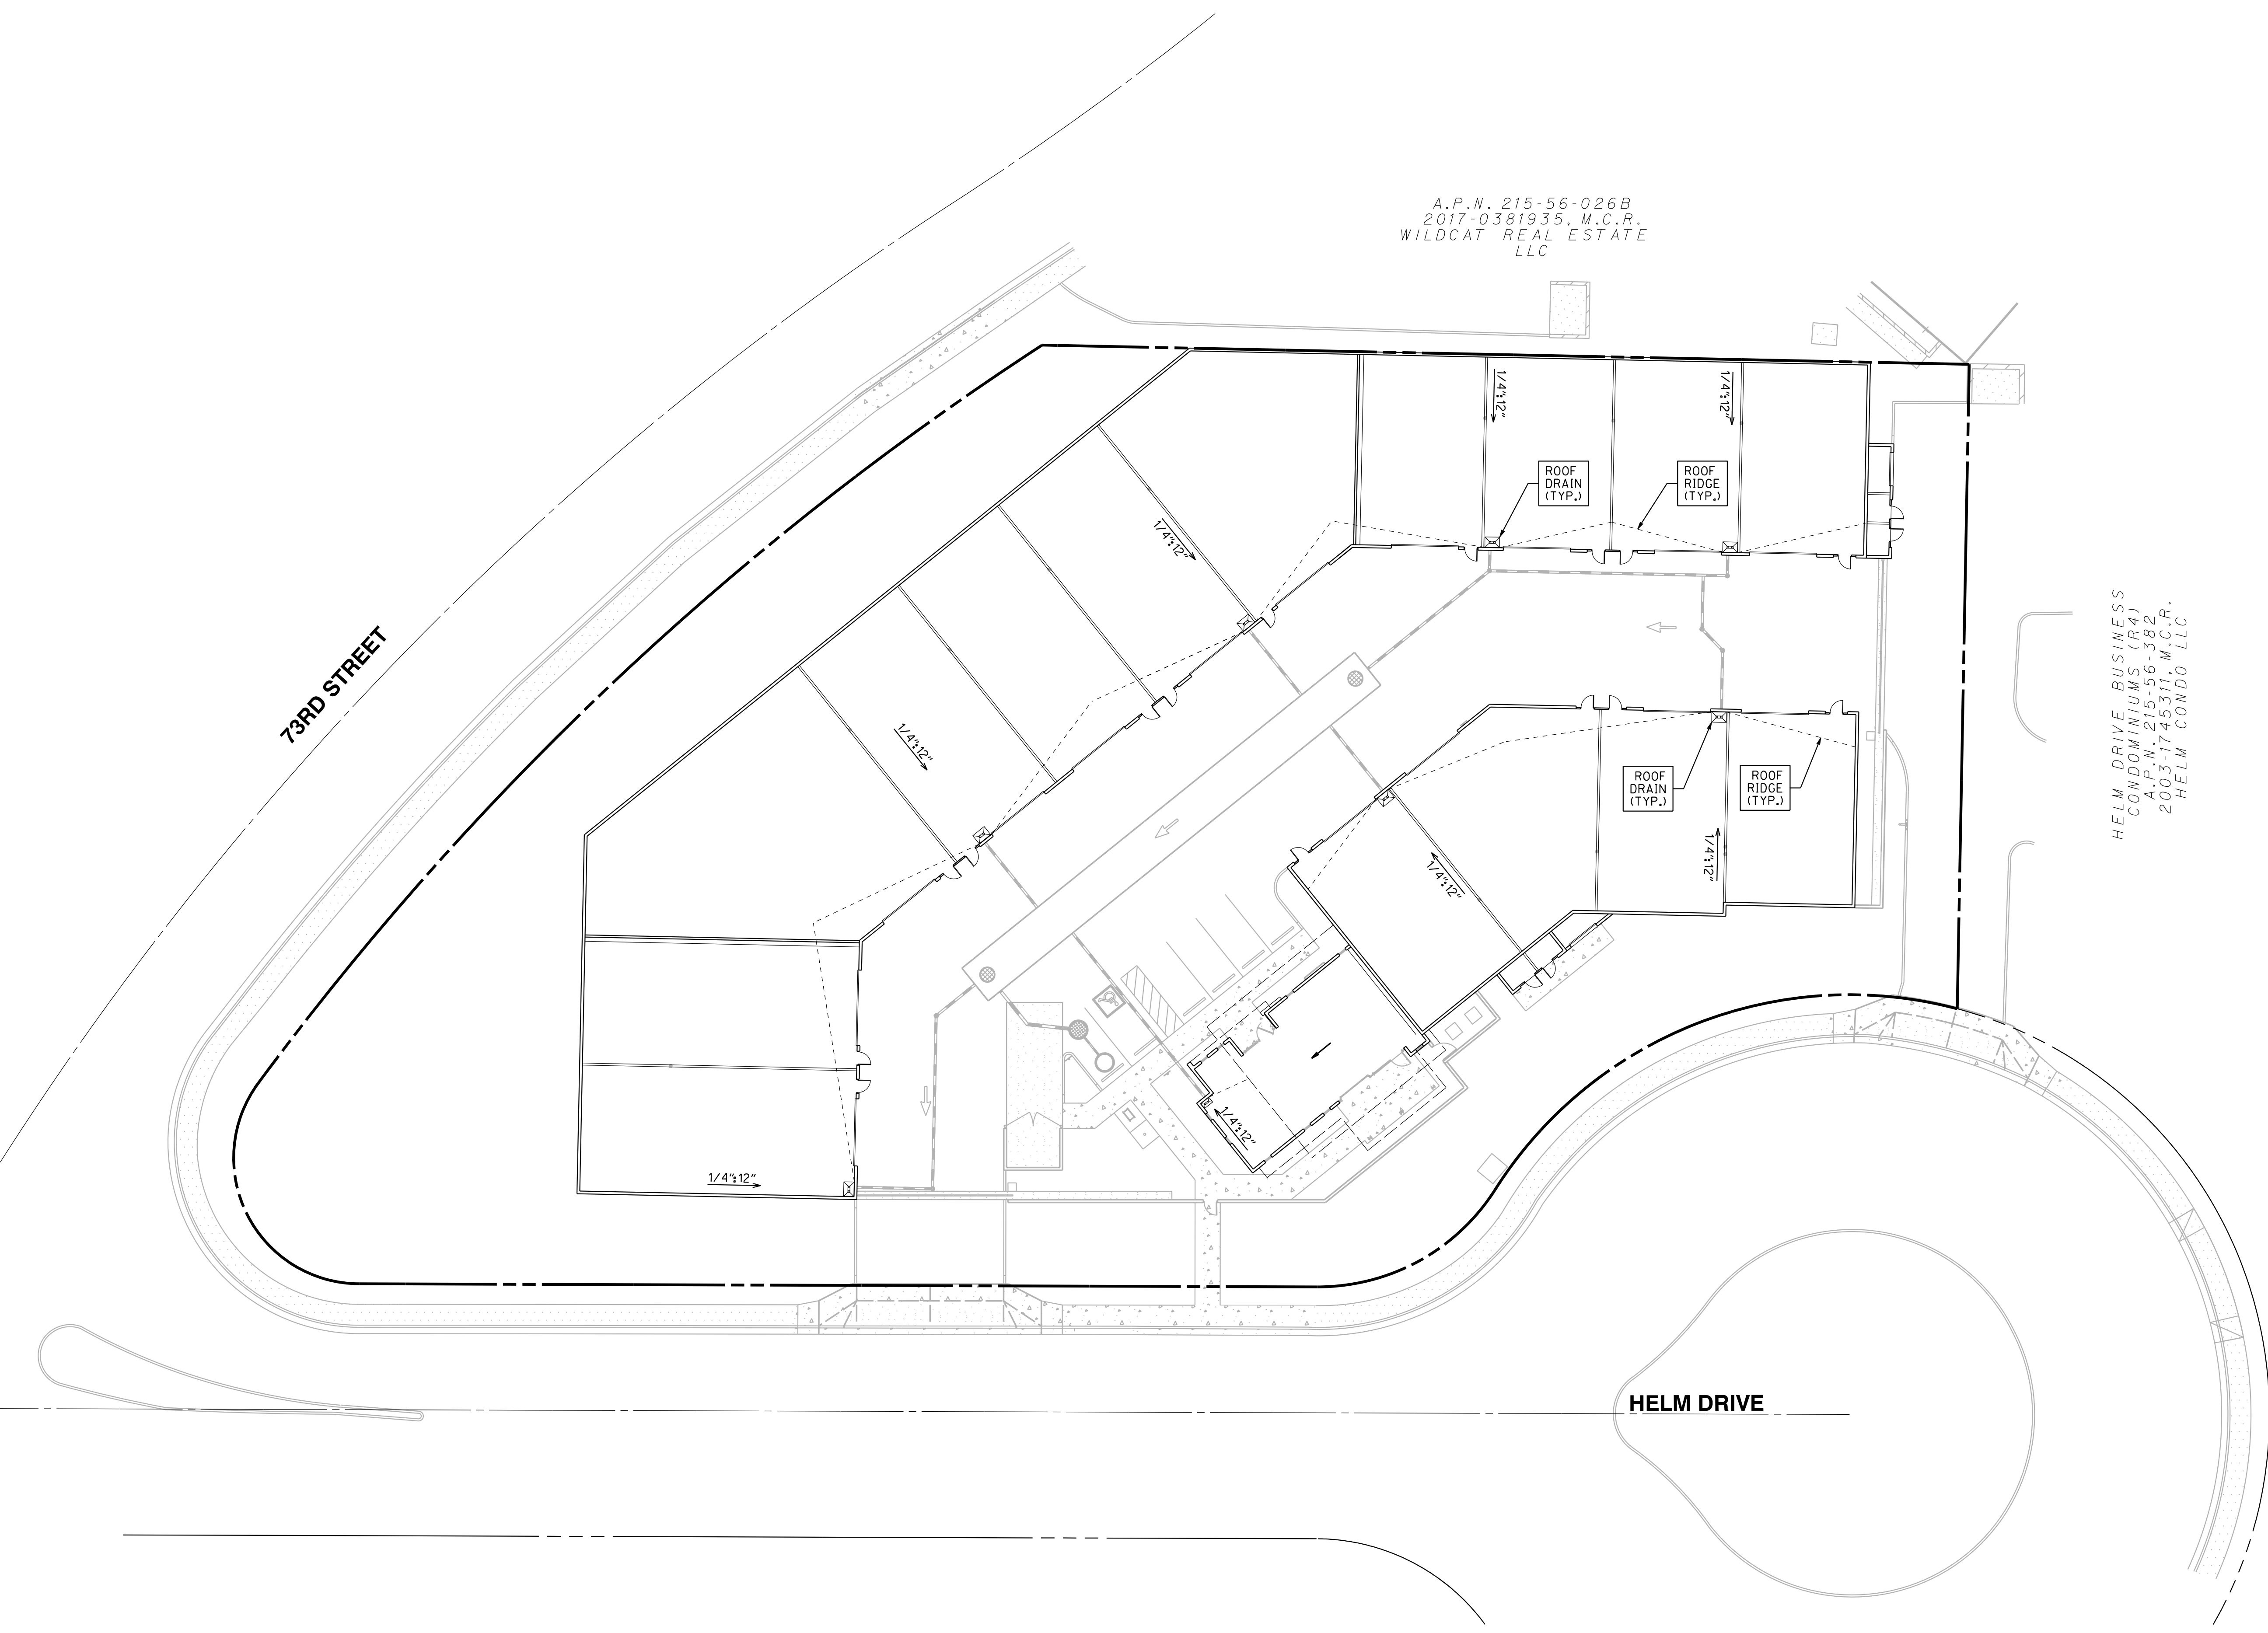 A.P.N. 215-56-026B
2017-0381935, M.C.R.
WILDCAT REAL ESTATE
LLC
1/4":12"
1/4":12"
ROOF
DRAIN
(TYP.)
ROOF
RIDGE
(TYP.)
1/4":12"
73RD STREET
1/4":12"
HELM DRIVE BUSINESS
CONDOMINIUMS (R4)
A.P.N. 215-56-382
2003-1745311, M.C.R.
HELM CONDO LLC
ROOF
DRAIN
(TYP.)
ROOF
RIDGE
(TYP.)
1/4":12"
1/4":12"
1/4":12"
1/4":12"
HELM DRIVE